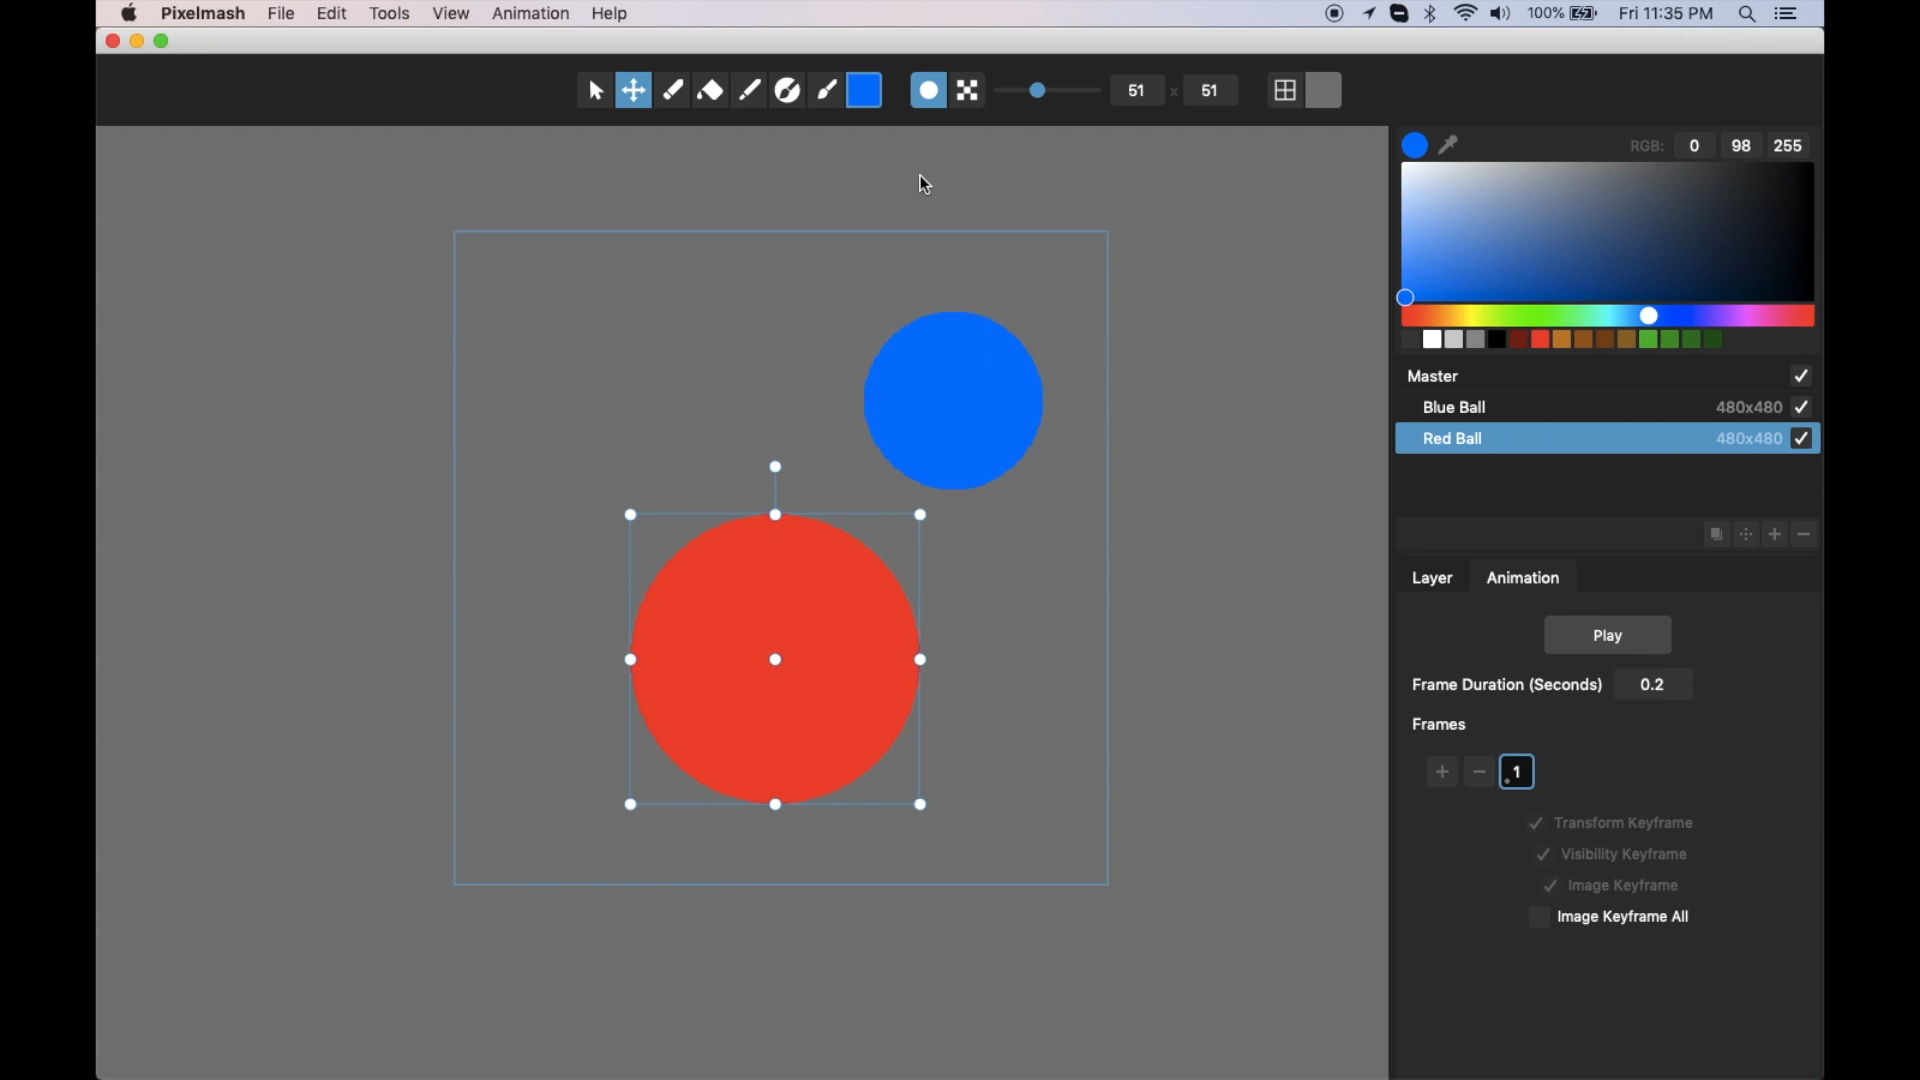 Pixelmash File Edit Tools View Animation Help 100% Fri 11:35 PM
51 x 51
RGB: 0 98 255
Master
Blue Ball 480x480
Red Ball 480x480
Layer Animation
Play
Frame Duration (Seconds) 0.2
Frames
+ − 1
Transform Keyframe
Visibility Keyframe
Image Keyframe
Image Keyframe All